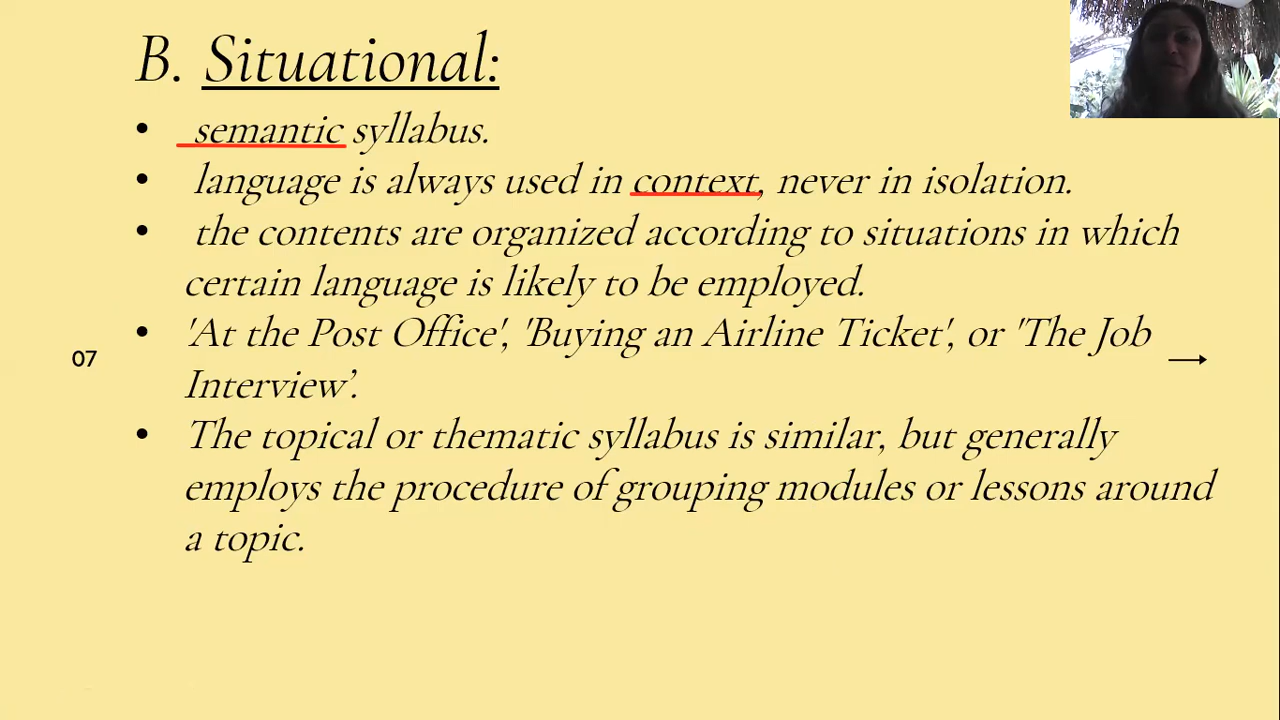 B. Situational:
• semantic syllabus.
• language is always used in context, never in isolation.
• the contents are organized according to situations in which
certain language is likely to be employed.
• 'At the Post Office', 'Buying an Airline Ticket', or 'The Job
Interview’.
07
• The topical or thematic syllabus is similar, but generally
employs the procedure of grouping modules or lessons around
a topic.